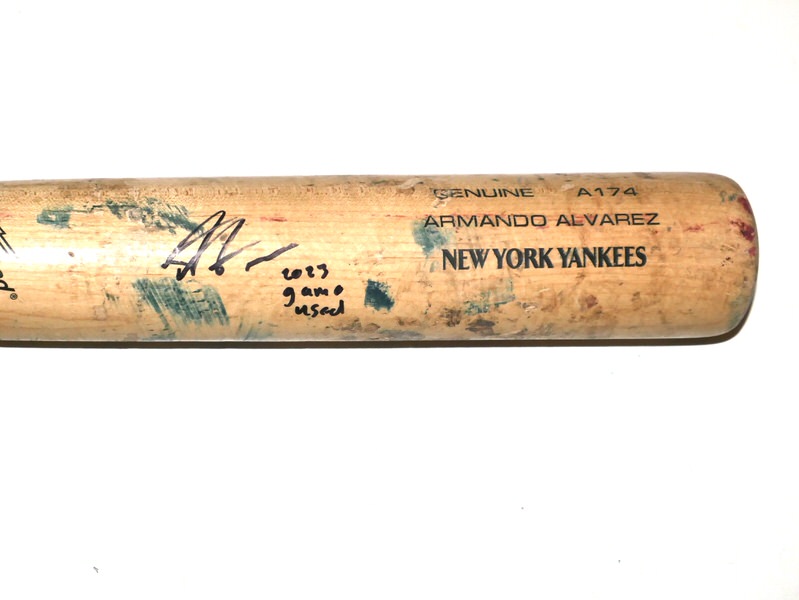 GENUINE A174
ARMANDO ALVAREZ
NEW YORK YANKEES
2023
game
used